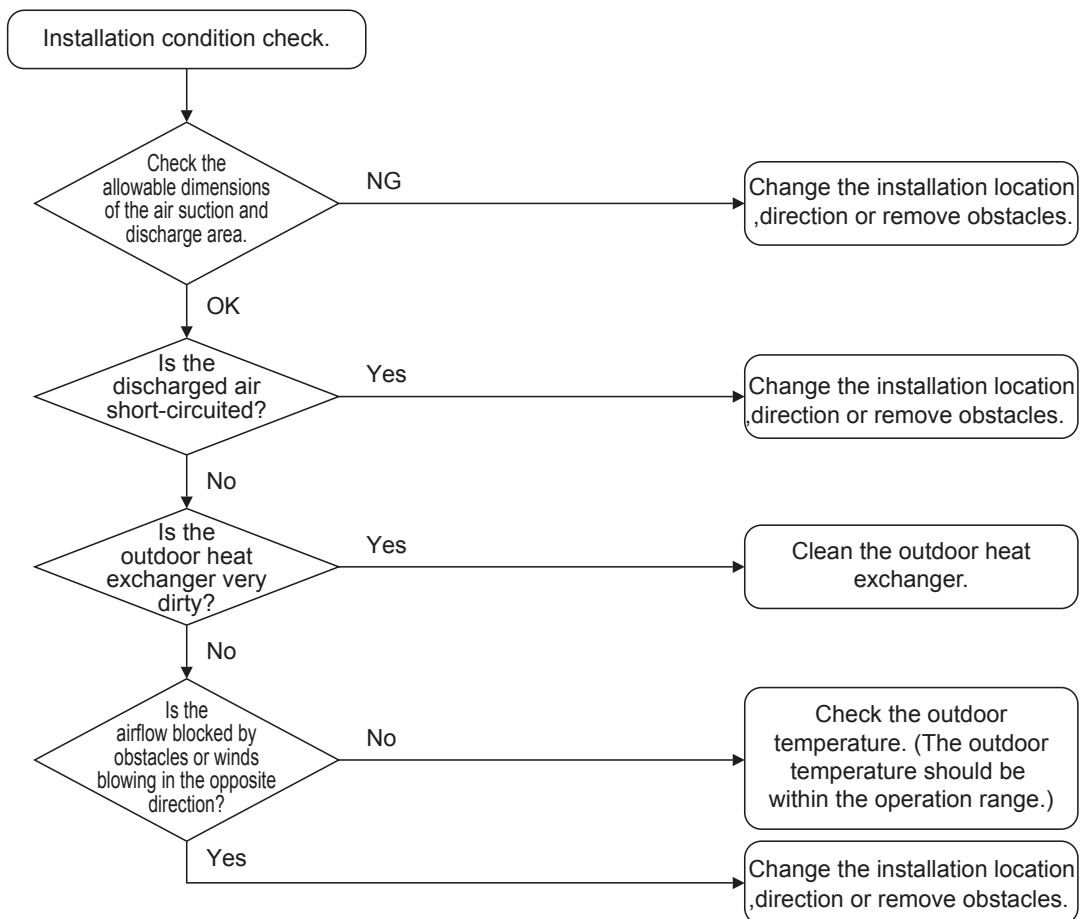 Installation condition check.
Check the
allowable dimensions
of the air suction and
discharge area.
NG
Change the installation location
,direction or remove obstacles.
OK
Is the
discharged air
short-circuited?
Yes
Change the installation location
,direction or remove obstacles.
No
Is the
outdoor heat
exchanger very
dirty?
Yes
Clean the outdoor heat
exchanger.
No
Is the
airflow blocked by
obstacles or winds
blowing in the opposite
direction?
No
Check the outdoor
temperature. (The outdoor
temperature should be
within the operation range.)
Yes
Change the installation location
,direction or remove obstacles.